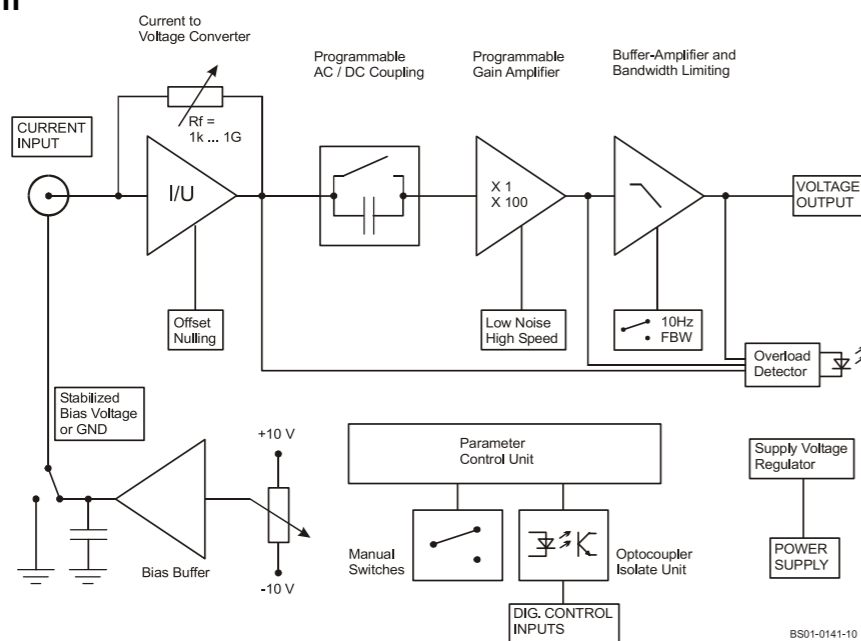 Current to
Voltage Converter
Programmable
AC / DC Coupling
Programmable
Gain Amplifier
Buffer-Amplifier and
Bandwidth Limiting
Rf =
1k ... 1G
CURRENT
INPUT
I/U
X 1
X 100
VOLTAGE
OUTPUT
Offset
Nulling
Low Noise
High Speed
10Hz
FBW
Overload
Detector
Stabilized
Bias Voltage
or GND
+10 V
-10 V
Bias Buffer
Parameter
Control Unit
Manual
Switches
Optocoupler
Isolate Unit
DIG. CONTROL
INPUTS
Supply Voltage
Regulator
POWER
SUPPLY
BS01-0141-10